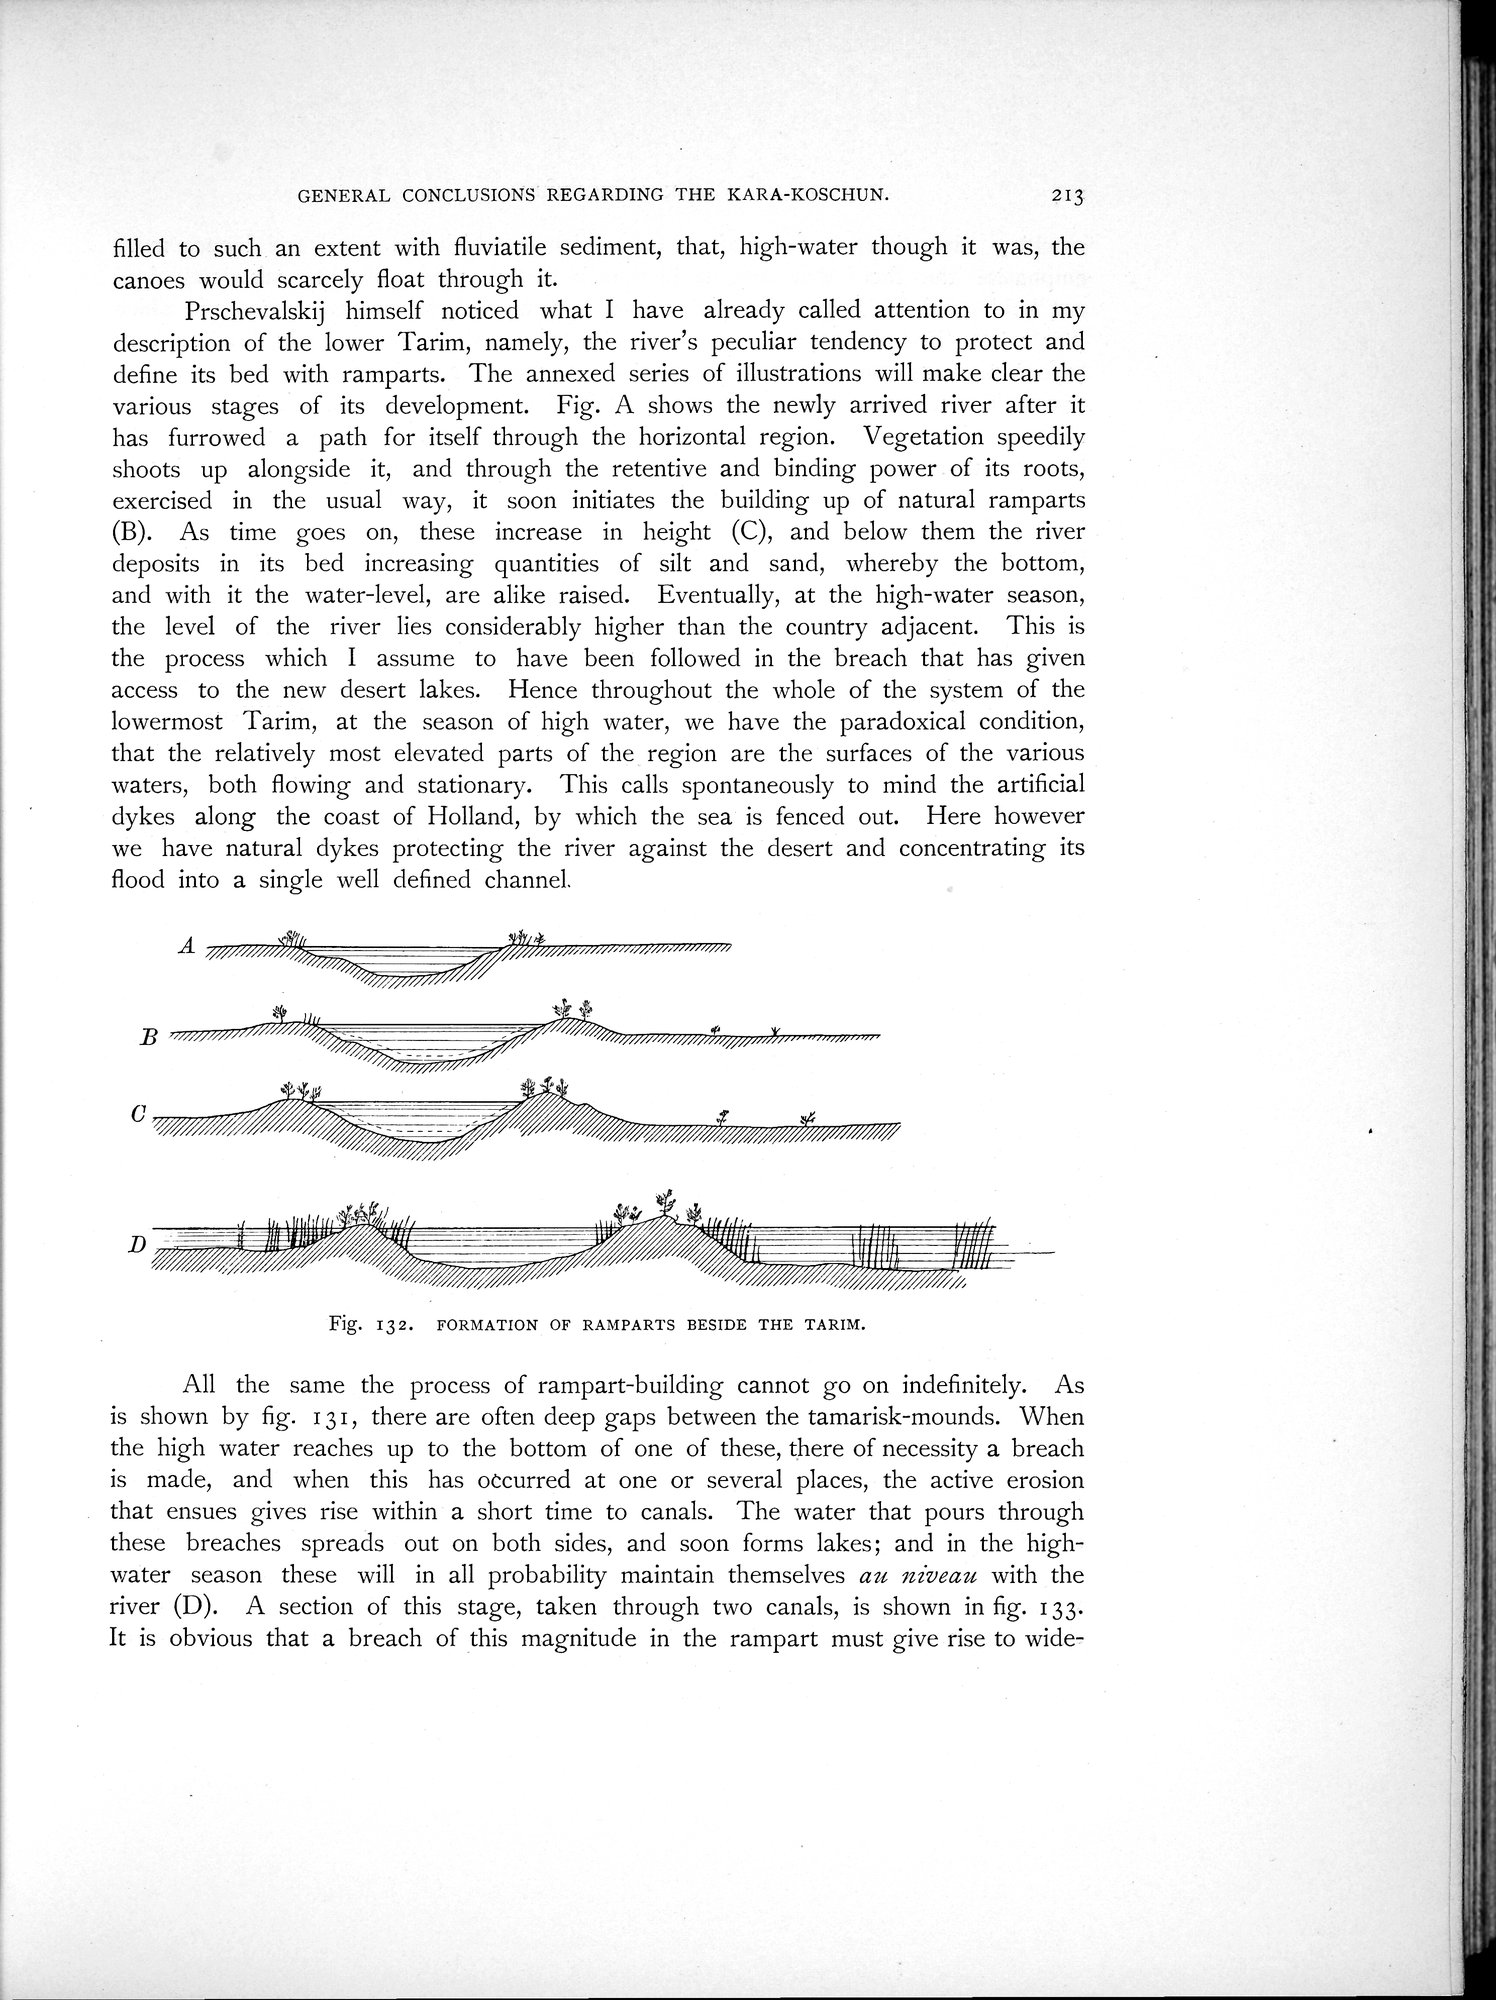 GENERAL CONCLUSIONS REGARDING THE KARA-KOSCHUN. 213
filled to such an extent with fluviatile sediment, that, high-water though it was, the
canoes would scarcely float through it.
Prschevalskij himself noticed what I have already called attention to in my
description of the lower Tarim, namely, the river's peculiar tendency to protect and
define its bed with ramparts. The annexed series of illustrations will make clear the
various stages of its development. Fig. A shows the newly arrived river after it
has furrowed a path for itself through the horizontal region. Vegetation speedily
shoots up alongside it, and through the retentive and binding power of its roots,
exercised in the usual way, it soon initiates the building up of natural ramparts
(B). As time goes on, these increase in height (C), and below them the river
deposits in its bed increasing quantities of silt and sand, whereby the bottom,
and with it the water-level, are alike raised. Eventually, at the high-water season,
the level of the river lies considerably higher than the country adjacent. This is
the process which I assume to have been followed in the breach that has given
access to the new desert lakes. Hence throughout the whole of the system of the
lowermost Tarim, at the season of high water, we have the paradoxical condition,
that the relatively most elevated parts of the region are the surfaces of the various
waters, both flowing and stationary. This calls spontaneously to mind the artificial
dykes along the coast of Holland, by which the sea is fenced out. Here however
we have natural dykes protecting the river against the desert and concentrating its
flood into a single well defined channel.
A
B
C
D
Fig. 132. FORMATION OF RAMPARTS BESIDE THE TARIM.
All the same the process of rampart-building cannot go on indefinitely. As
is shown by fig. 131, there are often deep gaps between the tamarisk-mounds. When
the high water reaches up to the bottom of one of these, there of necessity a breach
is made, and when this has occurred at one or several places, the active erosion
that ensues gives rise within a short time to canals. The water that pours through
these breaches spreads out on both sides, and soon forms lakes; and in the high-
water season these will in all probability maintain themselves au niveau with the
river (D). A section of this stage, taken through two canals, is shown in fig. 133.
It is obvious that a breach of this magnitude in the rampart must give rise to wide-